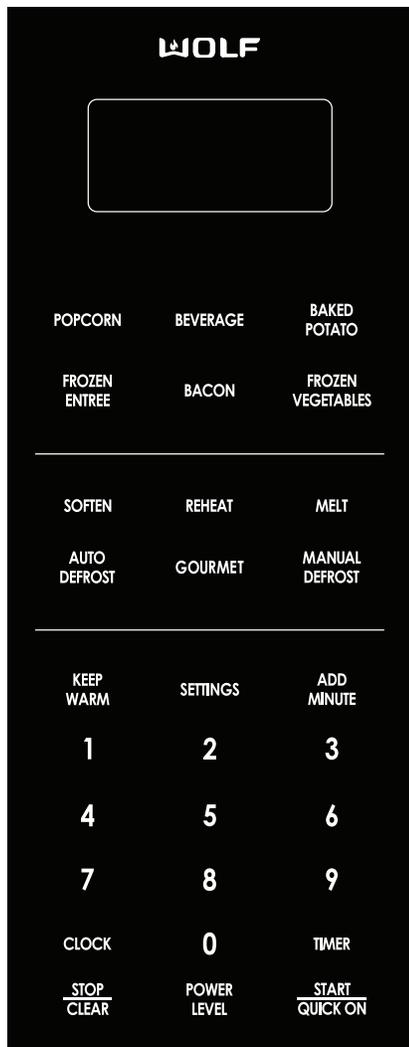 WOLF
POPCORN BEVERAGE BAKED POTATO
FROZEN ENTREE BACON FROZEN VEGETABLES
SOFTEN REHEAT MELT
AUTO DEFROST GOURMET MANUAL DEFROST
KEEP WARM SETTINGS ADD MINUTE
1 2 3
4 5 6
7 8 9
CLOCK 0 TIMER
STOP CLEAR POWER LEVEL START QUICK ON